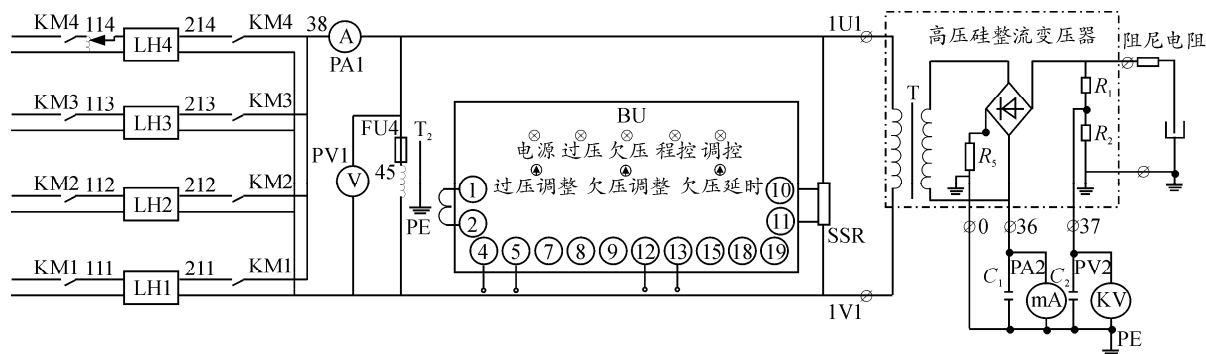 KM4 114 LH4 214 KM4 38 A PA1 1U1 高压硅整流变压器 阻尼电阻
KM3 113 LH3 213 KM3
KM2 112 LH2 212 KM2
KM1 111 LH1 211 KM1
PV1 V FU4 45 T2 PE
BU
电源 过压 欠压 程控 调控
过压调整 欠压调整 欠压延时
1 2 10 11 SSR
4 5 7 8 9 12 13 15 18 19
1V1
T R5 R1 R2
0 36 37
C1 PA2 mA C2 PV2 KV
PE